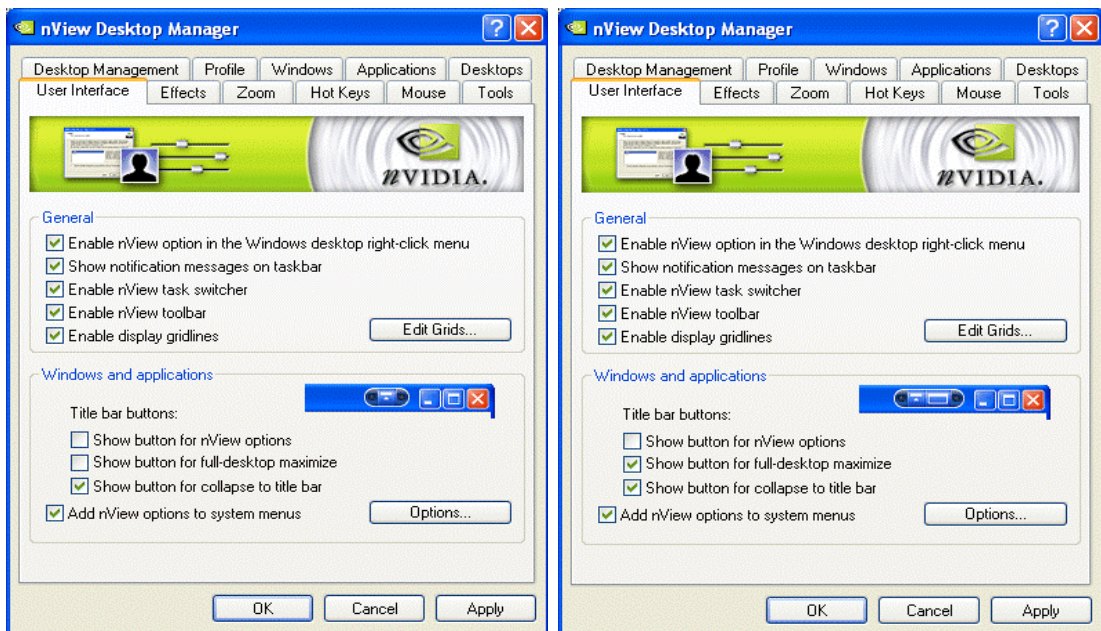 nView Desktop Manager
Desktop Management Profile Windows Applications Desktops
User Interface Effects Zoom Hot Keys Mouse Tools
nVIDIA.
General
Enable nView option in the Windows desktop right-click menu
Show notification messages on taskbar
Enable nView task switcher
Enable nView toolbar
Enable display gridlines
Edit Grids...
Windows and applications
Title bar buttons:
Show button for nView options
Show button for full-desktop maximize
Show button for collapse to title bar
Add nView options to system menus
Options...
OK Cancel Apply
nView Desktop Manager
Desktop Management Profile Windows Applications Desktops
User Interface Effects Zoom Hot Keys Mouse Tools
nVIDIA.
General
Enable nView option in the Windows desktop right-click menu
Show notification messages on taskbar
Enable nView task switcher
Enable nView toolbar
Enable display gridlines
Edit Grids...
Windows and applications
Title bar buttons:
Show button for nView options
Show button for full-desktop maximize
Show button for collapse to title bar
Add nView options to system menus
Options...
OK Cancel Apply